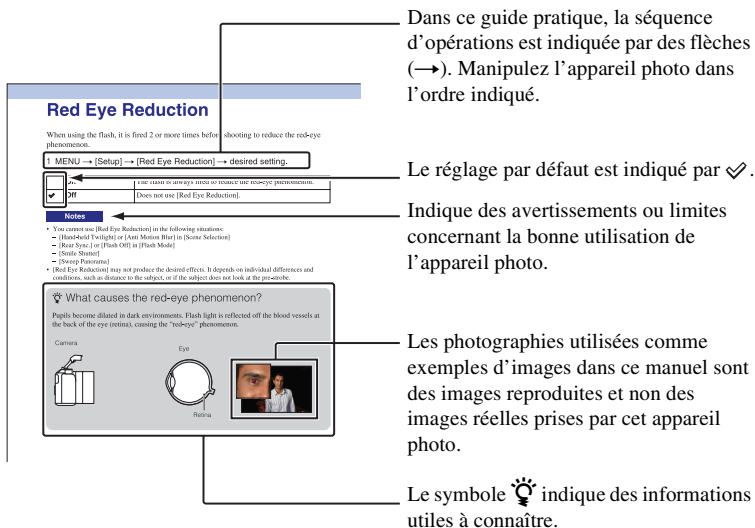 Dans ce guide pratique, la séquence
d'opérations est indiquée par des flèches
(→). Manipulez l'appareil photo dans
l'ordre indiqué.
Red Eye Reduction
When using the flash, it is fired 2 or more times before shooting to reduce the red-eye
phenomenon.
1 MENU → [Setup] → [Red Eye Reduction] → desired setting.
Le réglage par défaut est indiqué par ✓.
On The flash is always fired to reduce the red-eye phenomenon.
✔ Off Does not use [Red Eye Reduction].
Notes
Indique des avertissements ou limites
concernant la bonne utilisation de
l'appareil photo.
• You cannot use [Red Eye Reduction] in the following situations:
– [Hand-held Twilight] or [Anti Motion Blur] in [Scene Selection]
– [Rear Sync.] or [Flash Off] in [Flash Mode]
– [Smile Shutter]
– [Sweep Panorama]
• [Red Eye Reduction] may not produce the desired effects. It depends on individual differences and
conditions, such as distance to the subject, or if the subject does not look at the pre-strobe.
What causes the red-eye phenomenon?
Pupils become dilated in dark environments. Flash light is reflected off the blood vessels at
the back of the eye (retina), causing the "red-eye" phenomenon.
Camera
Eye
Retina
Les photographies utilisées comme
exemples d'images dans ce manuel sont
des images reproduites et non des
images réelles prises par cet appareil
photo.
Le symbole indique des informations
utiles à connaître.